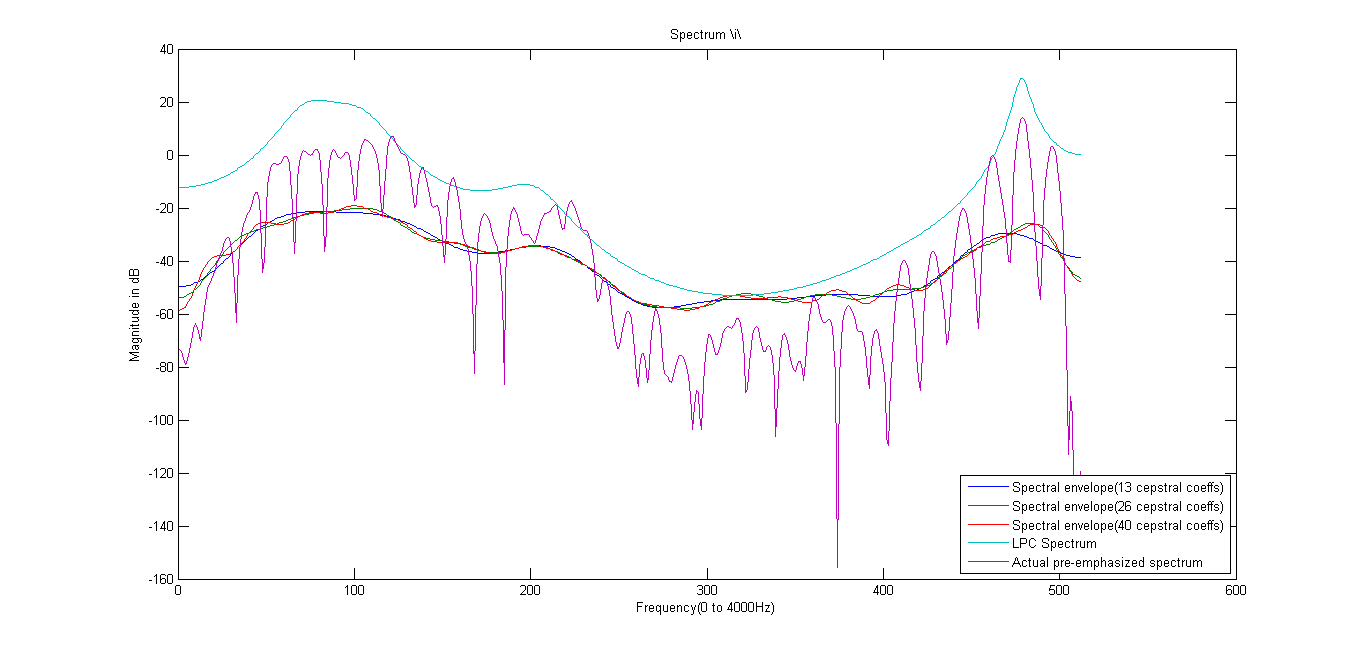 Spectrum \i\
40
20
0
-20
-40
-60
-80
-100
-120
-140
-160
Magnitude in dB
0 100 200 300 400 500 600
Frequency(0 to 4000Hz)
Spectral envelope(13 cepstral coeffs)
Spectral envelope(26 cepstral coeffs)
Spectral envelope(40 cepstral coeffs)
LPC Spectrum
Actual pre-emphasized spectrum